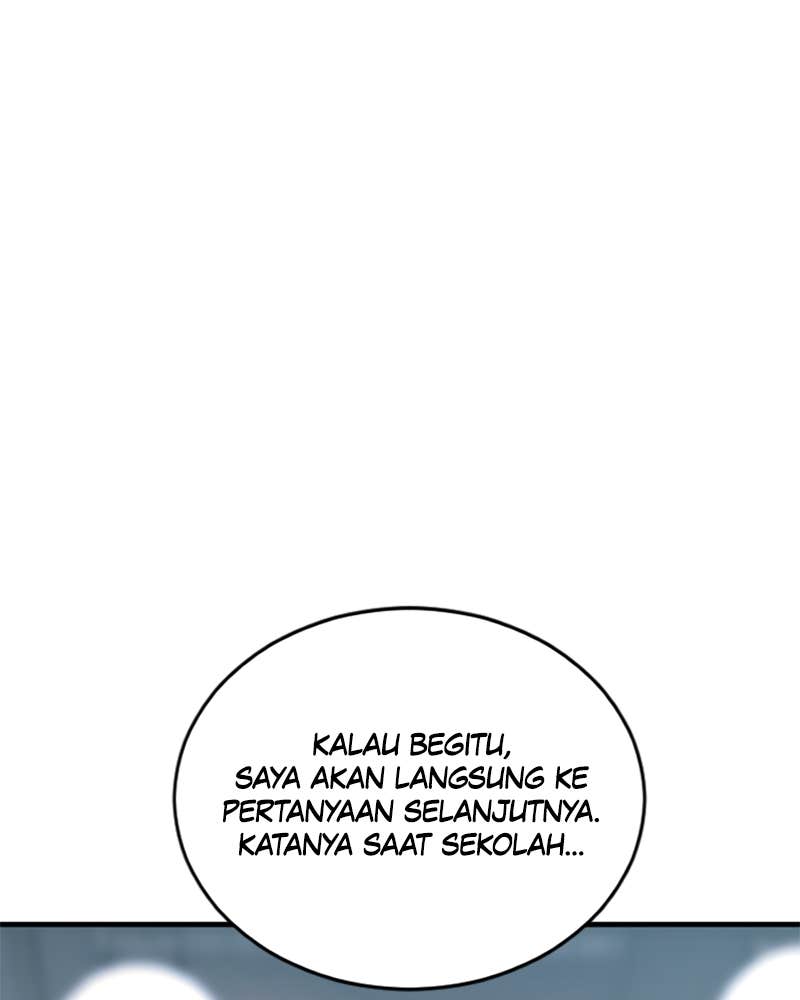 KALAU BEGITU,
SAYA AKAN LANGSUNG KE
PERTANYAAN SELANJUTNYA.
KATANYA SAAT SEKOLAH...